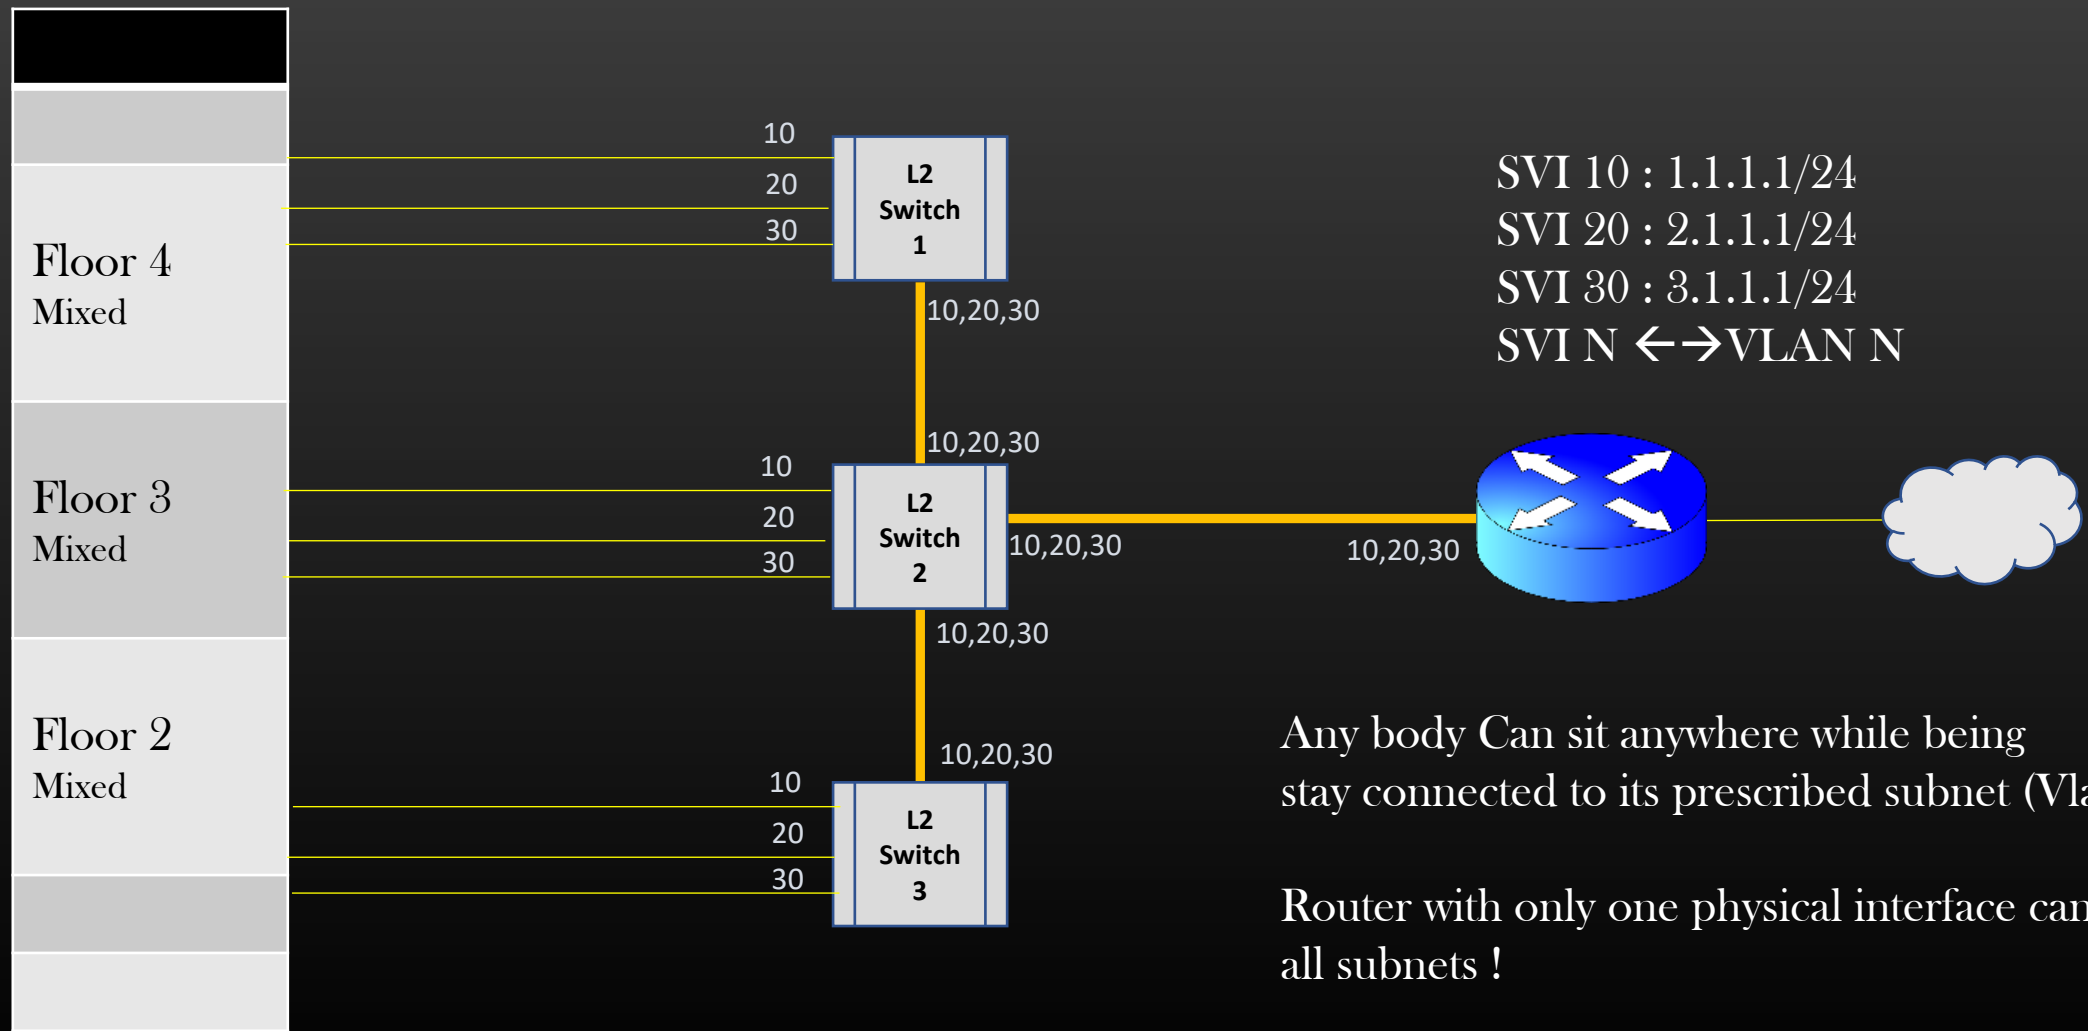 10
20
30
L2
Switch
1
10,20,30
Floor 4
Mixed
SVI 10 : 1.1.1.1/24
SVI 20 : 2.1.1.1/24
SVI 30 : 3.1.1.1/24
SVI N ←→VLAN N
10,20,30
10
20
30
L2
Switch
2
Floor 3
Mixed
10,20,30
10,20,30
10,20,30
Floor 2
Mixed
10,20,30
10
20
30
L2
Switch
3
Any body Can sit anywhere while being
stay connected to its prescribed subnet
Router with only one physical interface can
all subnets !